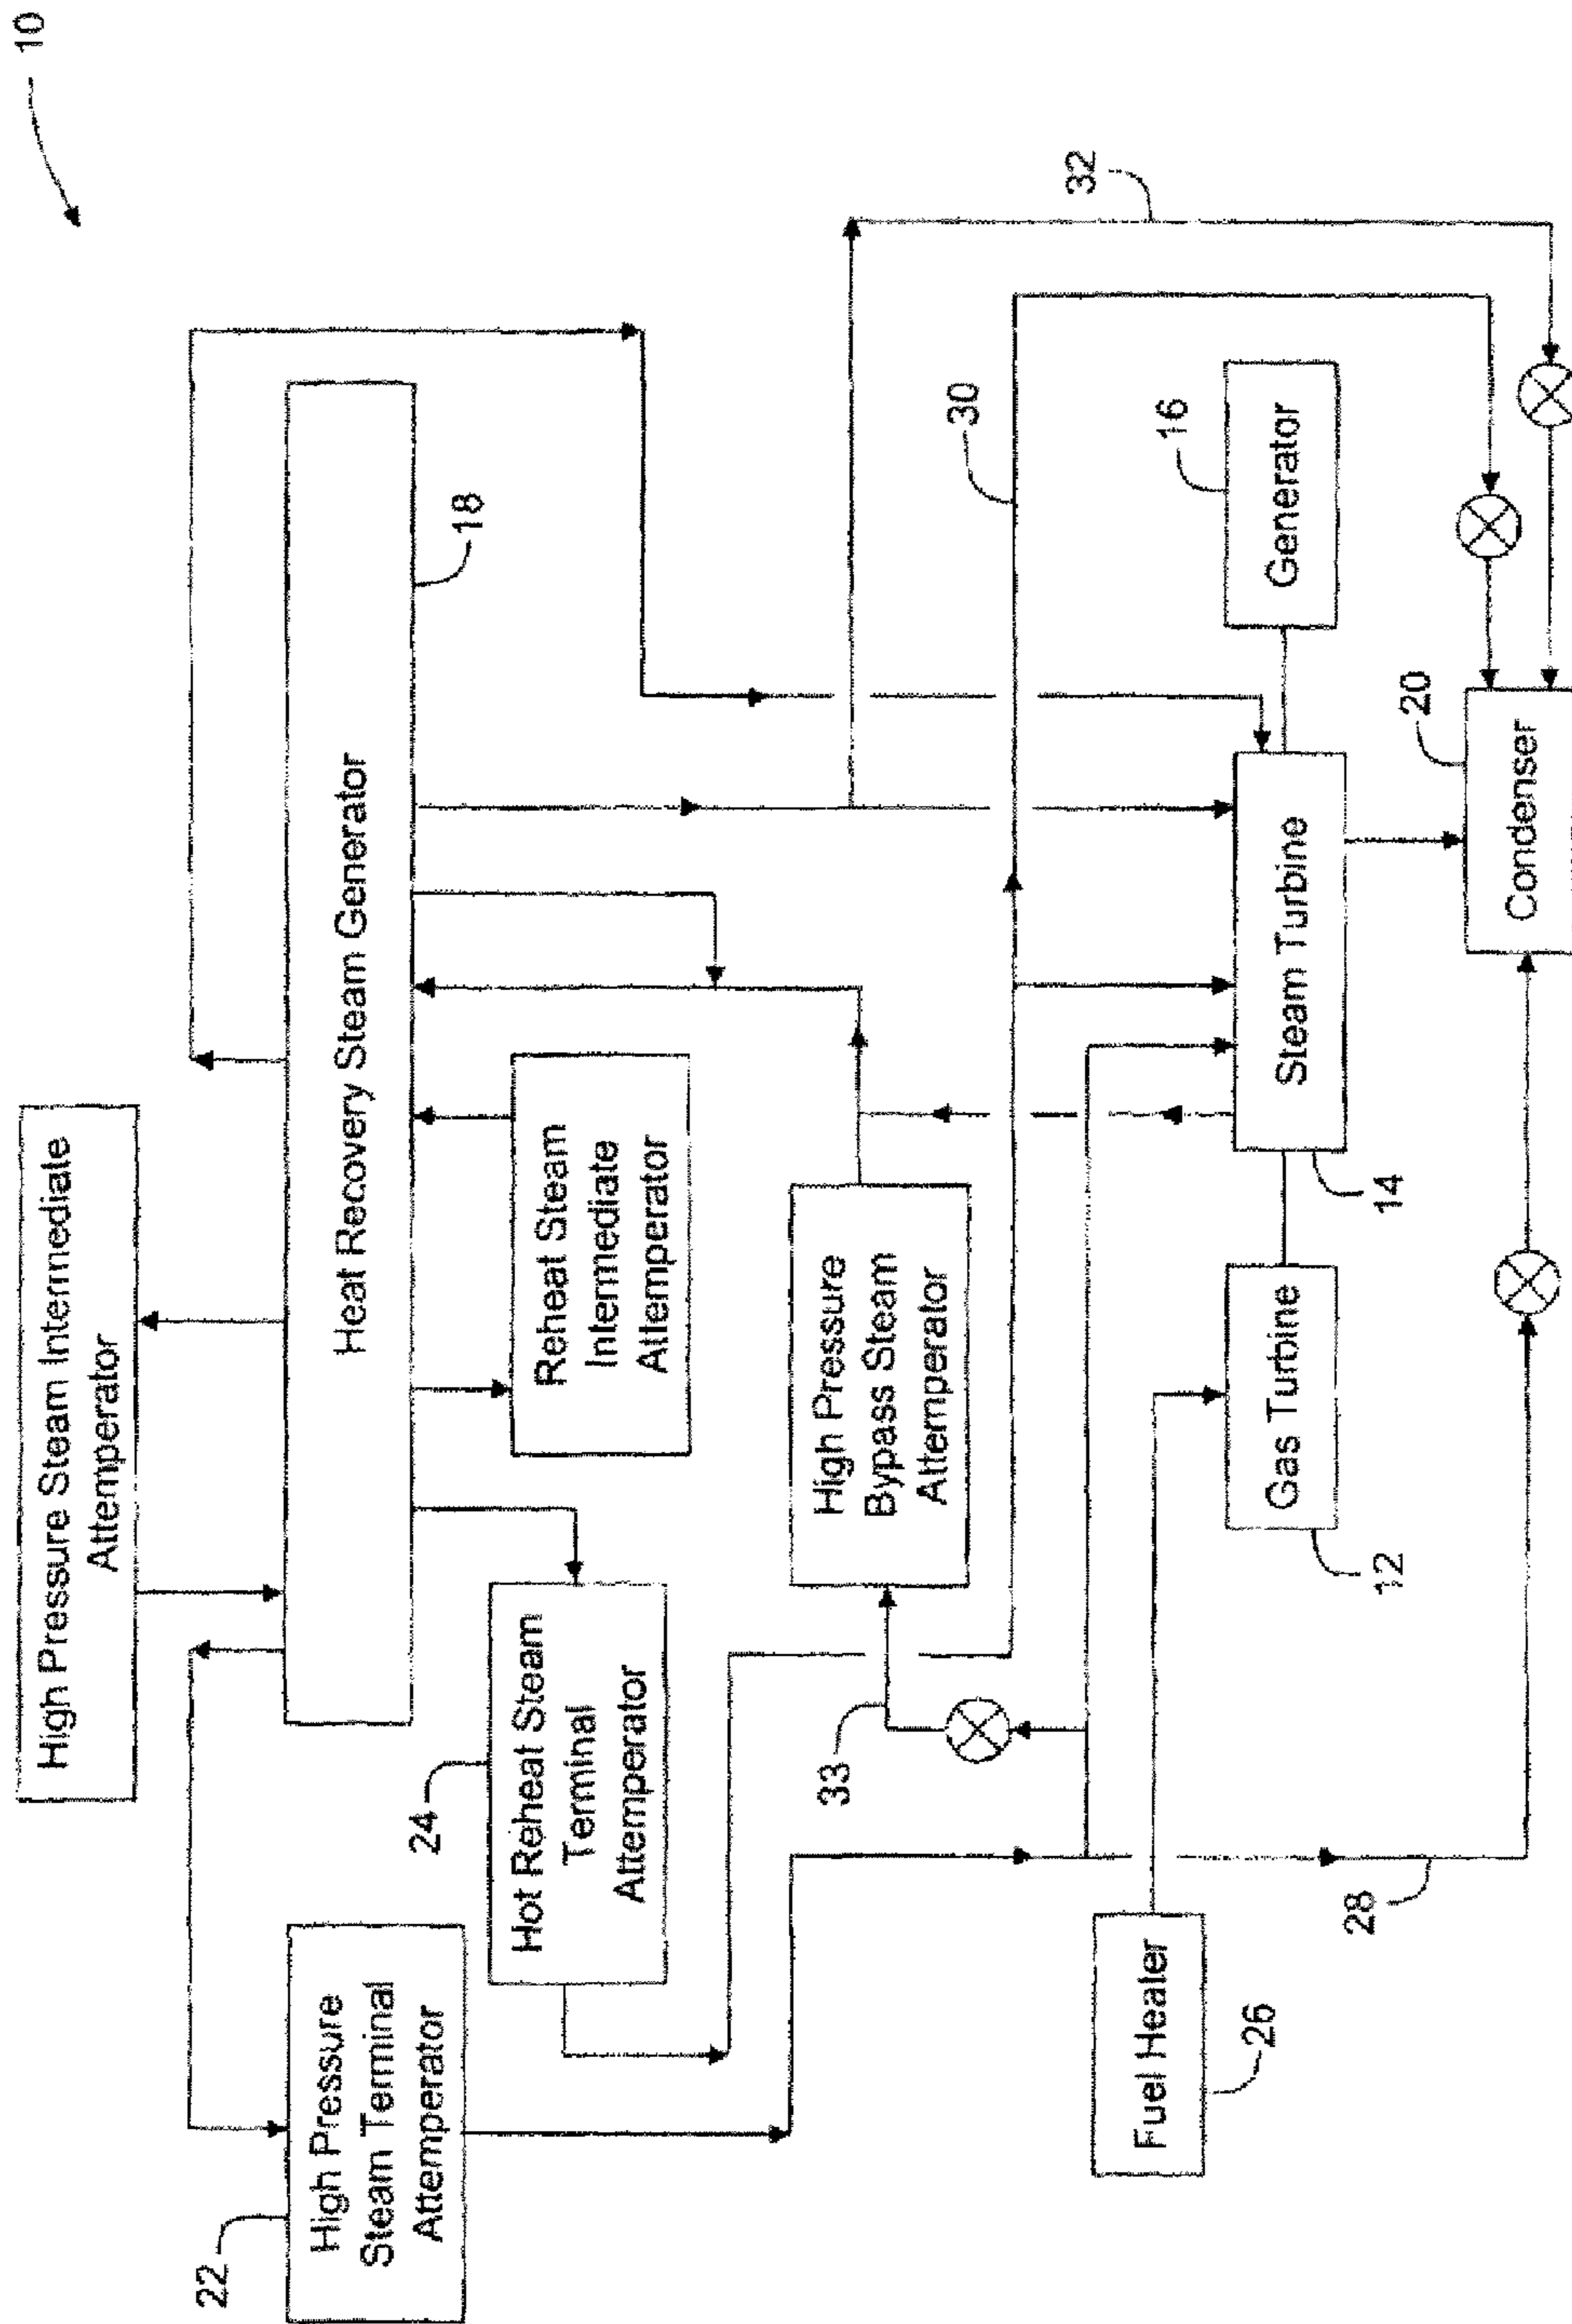 10
High Pressure Steam Intermediate
Attemperator
22
High Pressure
Steam Terminal
Attemperator
Heat Recovery Steam Generator
18
24
Hot Reheat Steam
Terminal
Attemperator
Reheat Steam
Intermediate
Attemperator
33
High Pressure
Bypass Steam
Attemperator
30
32
Fuel Heater
26
Gas Turbine
12
Steam Turbine
14
Generator
16
28
20
Condenser